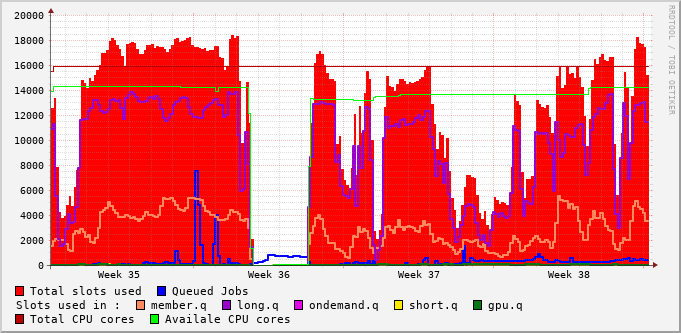 RRDTOOL / TOBI OETIKER
20000
18000
16000
14000
12000
10000
8000
6000
4000
2000
0
Week 35 Week 36 Week 37 Week 38
Total slots used Queued Jobs
Slots used in : member.q long.q ondemand.q short.q gpu.q
Total CPU cores Availale CPU cores